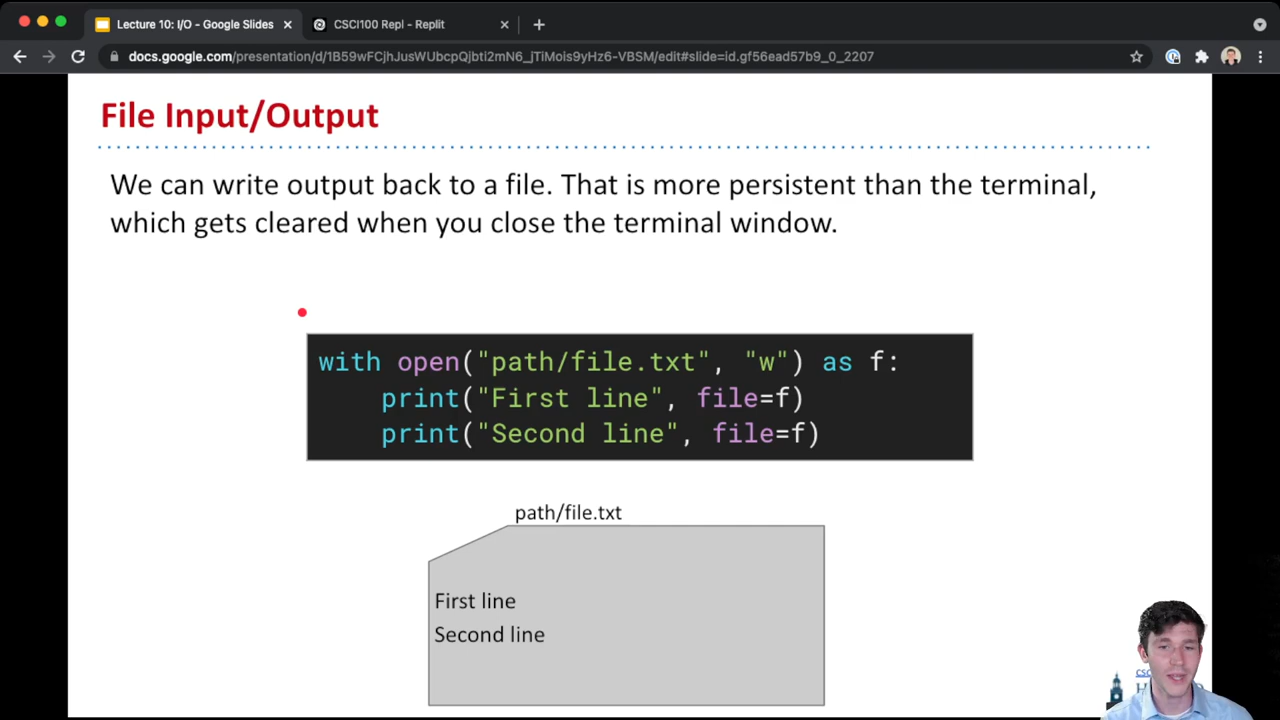 Lecture 10: I/O - Google Slides
CSCI100 Repl - Replit
docs.google.com/presentation/d/1B59wFCjhJusWUbcpQjbti2mN6_jTiMois9yHz6-VBSM/edit#slide=id.gf56ead57b9_0_2207
File Input/Output
We can write output back to a file. That is more persistent than the terminal,
which gets cleared when you close the terminal window.
with open("path/file.txt", "w") as f:
print("First line", file=f)
print("Second line", file=f)
path/file.txt
First line
Second line